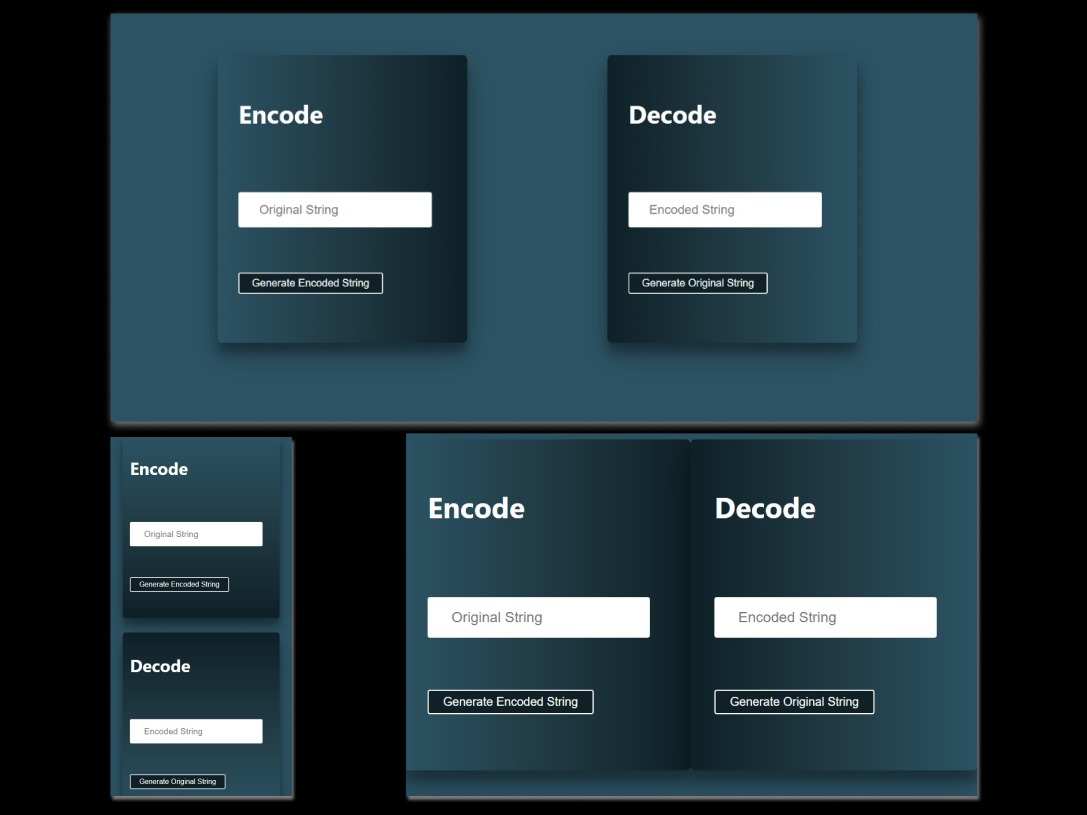 Encode
Original String
Generate Encoded String
Decode
Encoded String
Generate Original String
Encode
Original String
Generate Encoded String
Decode
Encoded String
Generate Original String
Encode
Original String
Generate Encoded String
Decode
Encoded String
Generate Original String